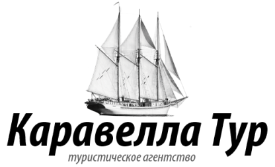 Каравелла Тур
туристическое агентство